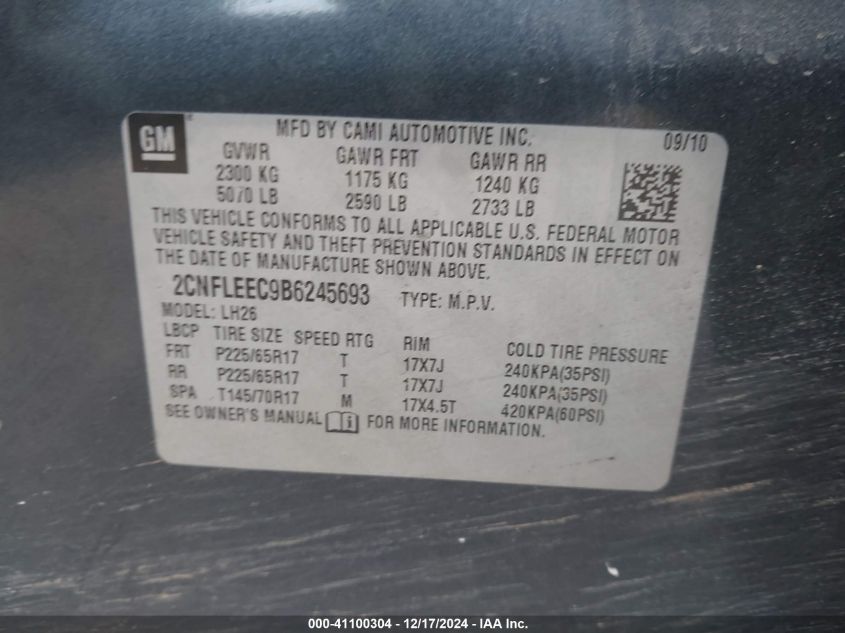 GM
MFD BY CAMI AUTOMOTIVE INC. 09/10
GVWR GAWR FRT GAWR RR
2300 KG 1175 KG 1240 KG
5070 LB 2590 LB 2733 LB
THIS VEHICLE CONFORMS TO ALL APPLICABLE U.S. FEDERAL MOTOR
VEHICLE SAFETY AND THEFT PREVENTION STANDARDS IN EFFECT ON
THE DATE OF MANUFACTURE SHOWN ABOVE.
2CNFLEEC9B6245693 TYPE: M.P.V.
MODEL: LH26
LBCP TIRE SIZE SPEED RTG RiM COLD TIRE PRESSURE
FRT P225/65R17 T 17X7J 240KPA(35PSI)
RR P225/65R17 T 17X7J 240KPA(35PSI)
SPA T145/70R17 M 17X4.5T 420KPA(60PSI)
SEE OWNER'S MANUAL FOR MORE INFORMATION.
000-41100304 - 12/17/2024 - IAA Inc.